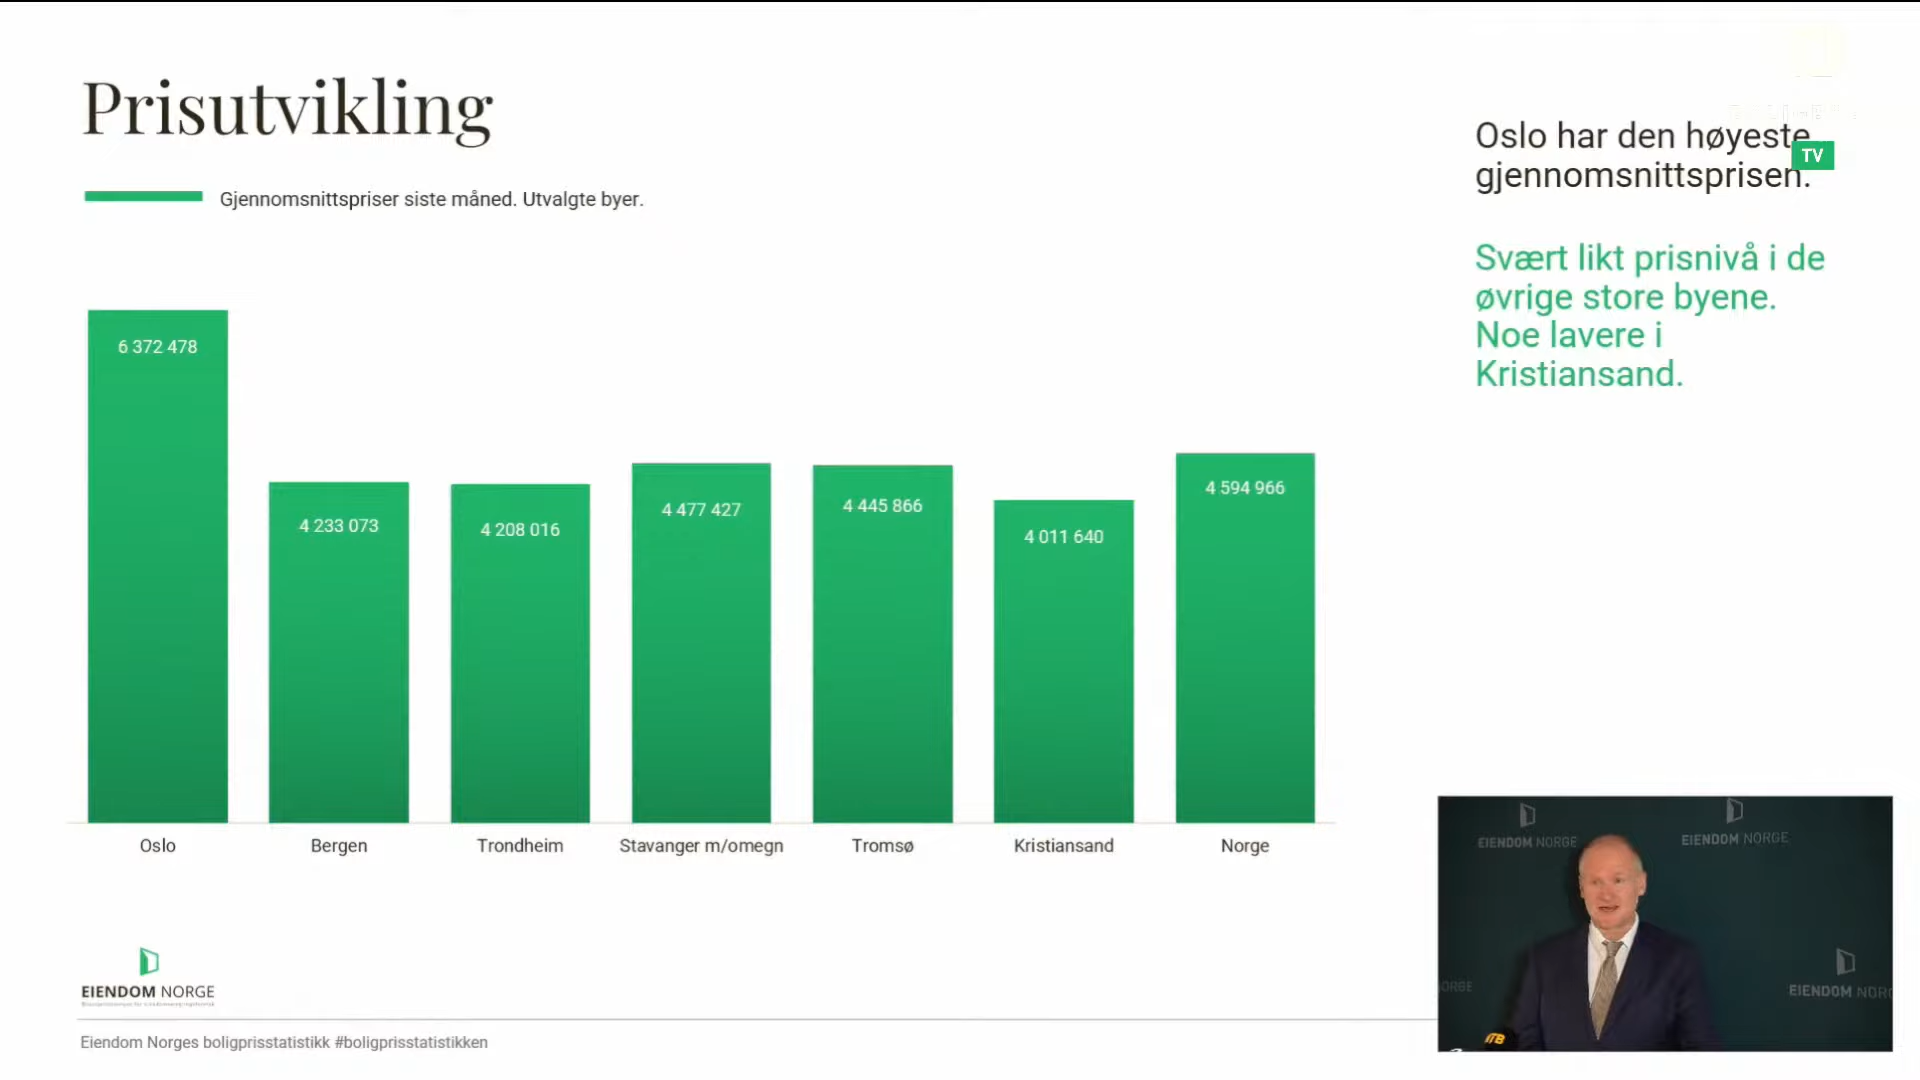 Prisutvikling
Gjennomsnittspriser siste måned. Utvalgte byer.
Oslo har den høyeste
gjennomsnittsprisen.
TV
Svært likt prisnivå i de
øvrige store byene.
Noe lavere i
Kristiansand.
6 372 478
4 233 073
4 208 016
4 477 427
4 445 866
4 011 640
4 594 966
Oslo
Bergen
Trondheim
Stavanger m/omegn
Tromsø
Kristiansand
Norge
EIENDOM NORGE
Eiendom Norges boligprisstatistikk #boligprisstatistikken
EIENDOM NORGE
EIENDOM NORGE
ORGE
EIENDOM NOR